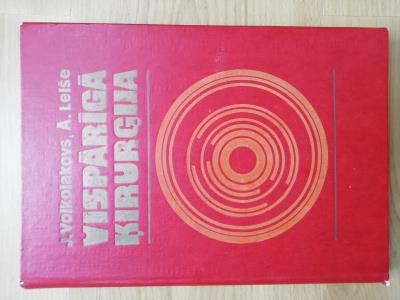 J. Volkolakovs, A. Leiše
VISPĀRĪGĀ
ĶIRURĢIJA